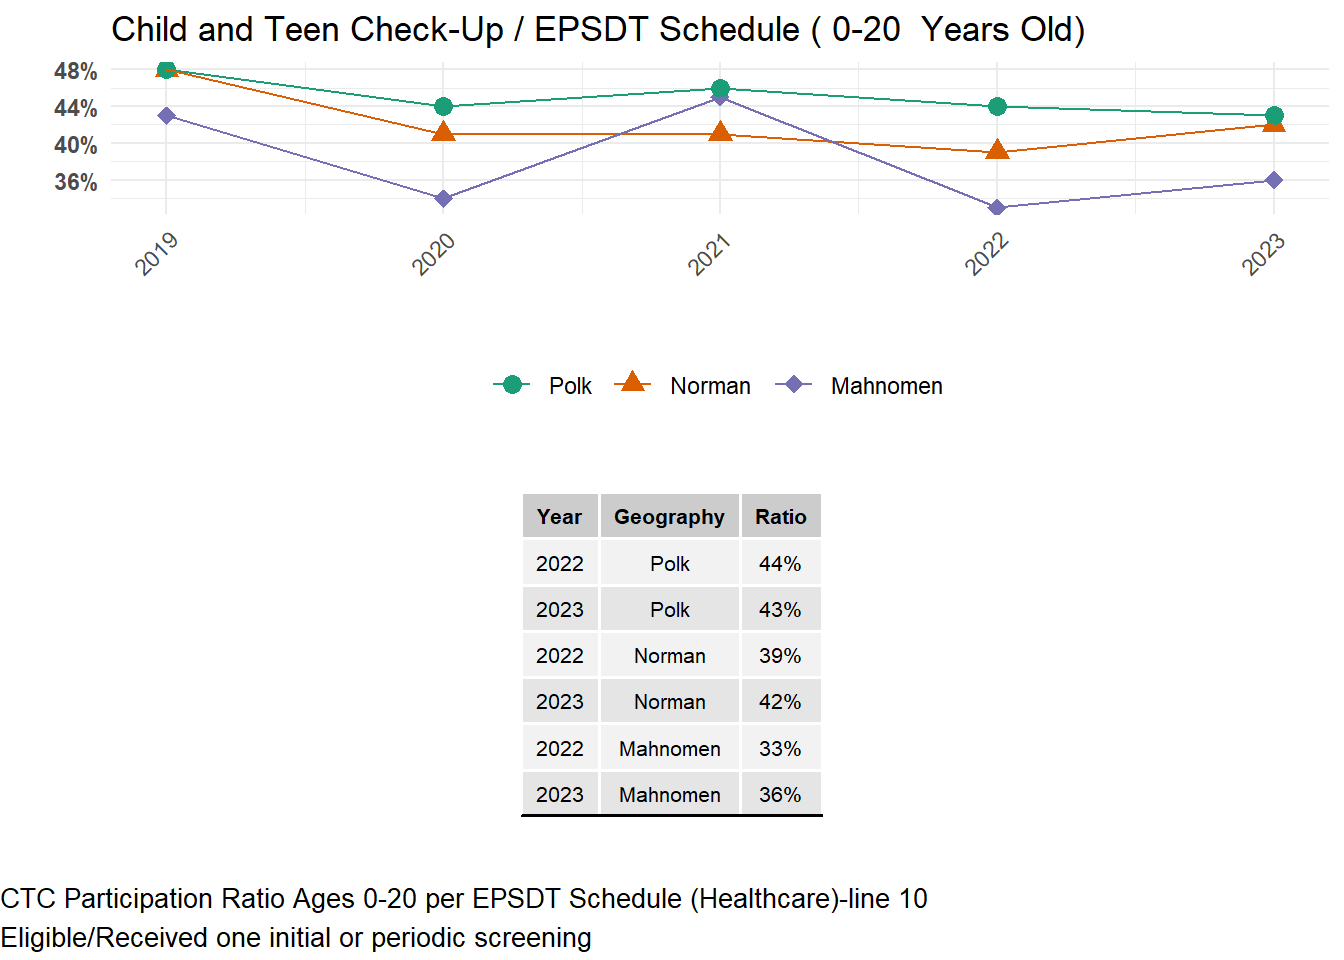 Child and Teen Check-Up / EPSDT Schedule ( 0-20  Years Old)
48%
44%
40%
36%
2019 2020 2021 2022 2023
Polk Norman Mahnomen
Year Geography Ratio
2022 Polk 44%
2023 Polk 43%
2022 Norman 39%
2023 Norman 42%
2022 Mahnomen 33%
2023 Mahnomen 36%
CTC Participation Ratio Ages 0-20 per EPSDT Schedule (Healthcare)-line 10
Eligible/Received one initial or periodic screening